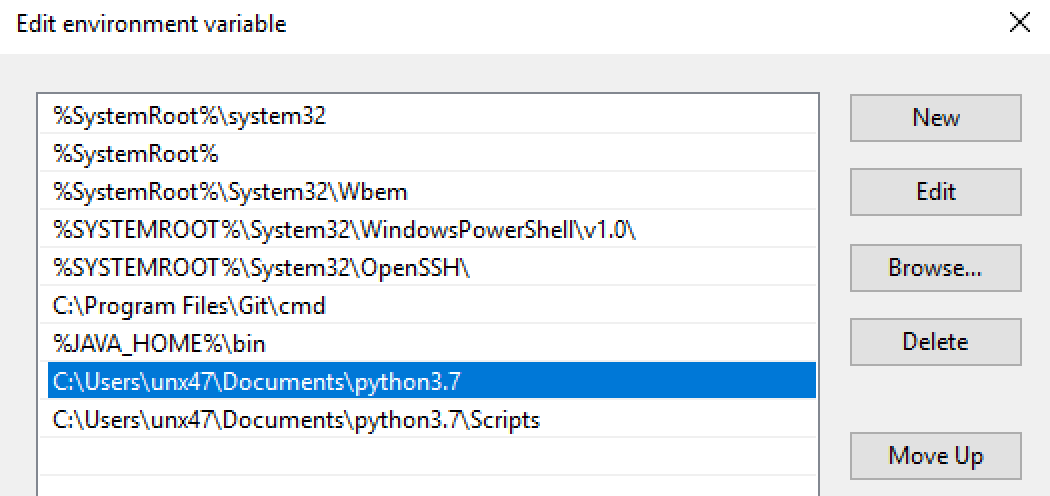 Edit environment variable
%SystemRoot%\system32
%SystemRoot%
%SystemRoot%\System32\Wbem
%SYSTEMROOT%\System32\WindowsPowerShell\v1.0\
%SYSTEMROOT%\System32\OpenSSH\
C:\Program Files\Git\cmd
%JAVA_HOME%\bin
C:\Users\unx47\Documents\python3.7
C:\Users\unx47\Documents\python3.7\Scripts
New
Edit
Browse...
Delete
Move Up